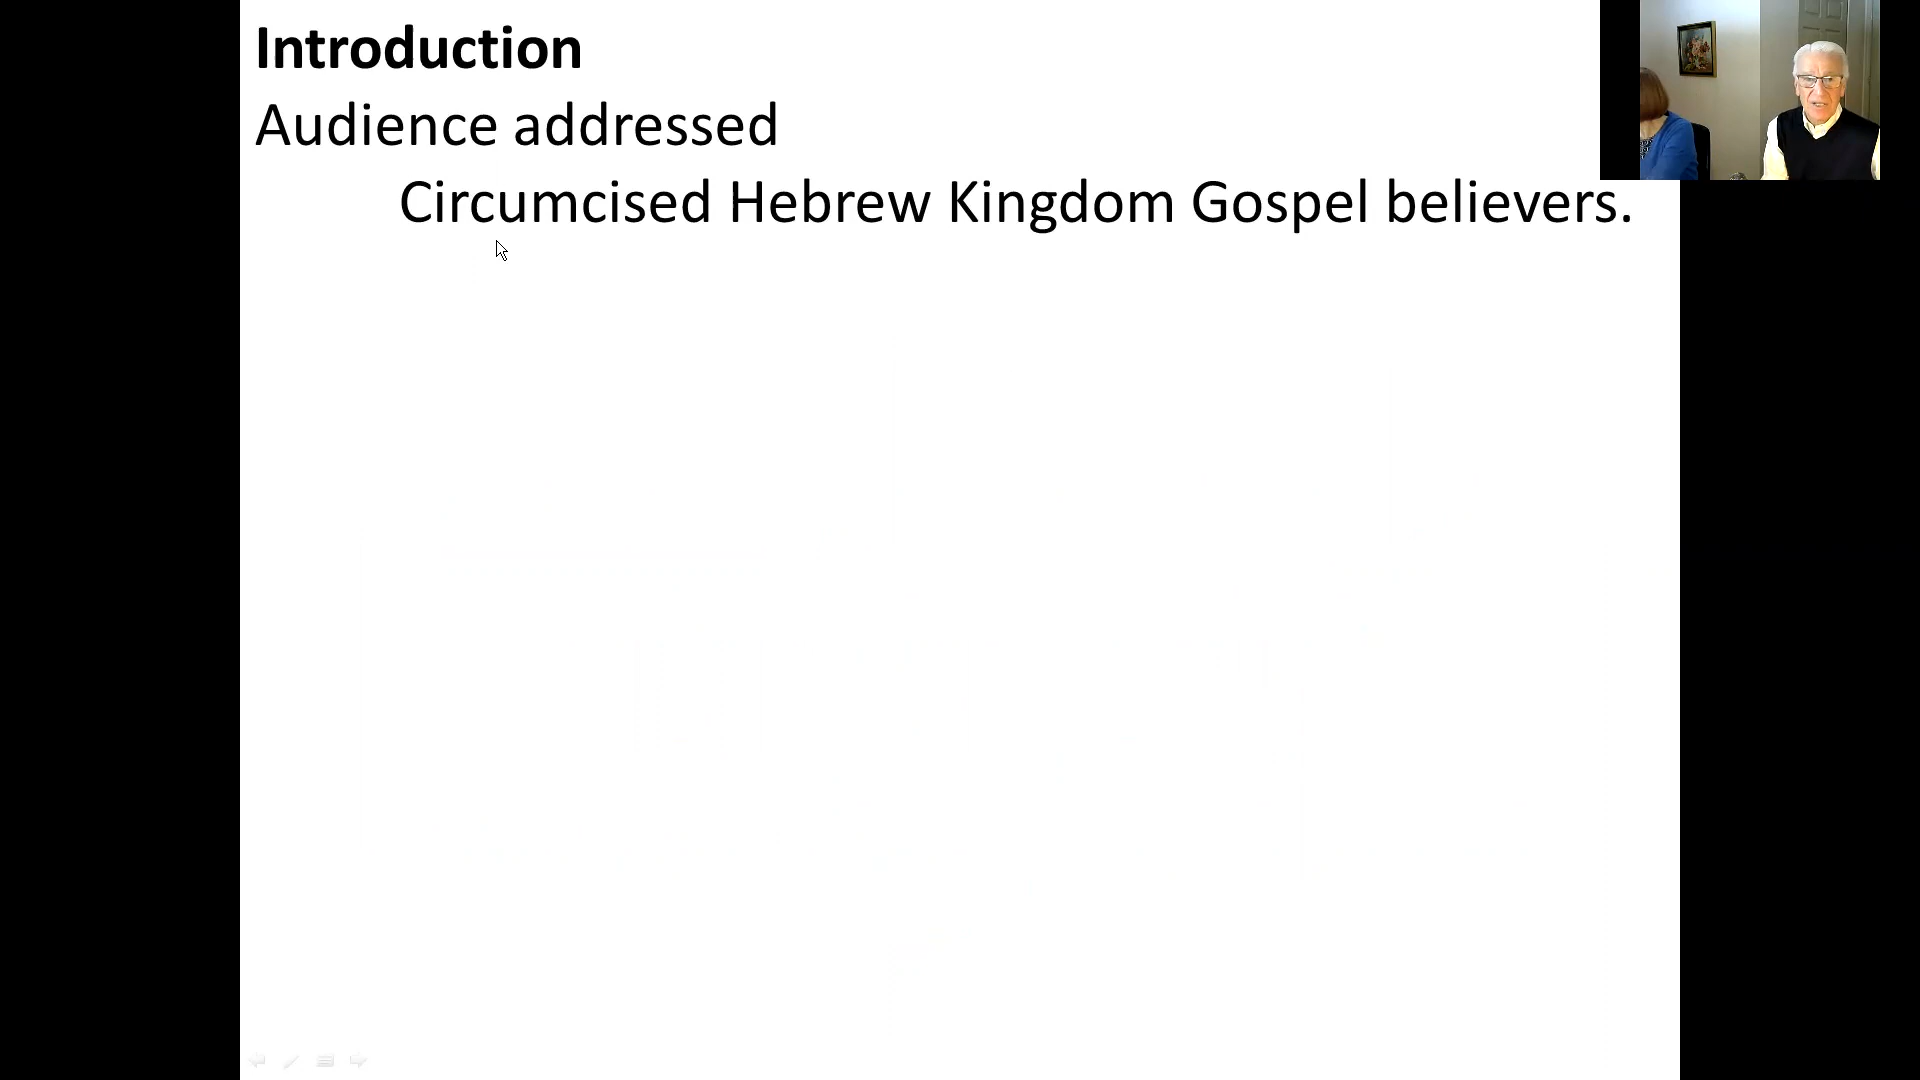 Introduction
Audience addressed
Circumcised Hebrew Kingdom Gospel believers.